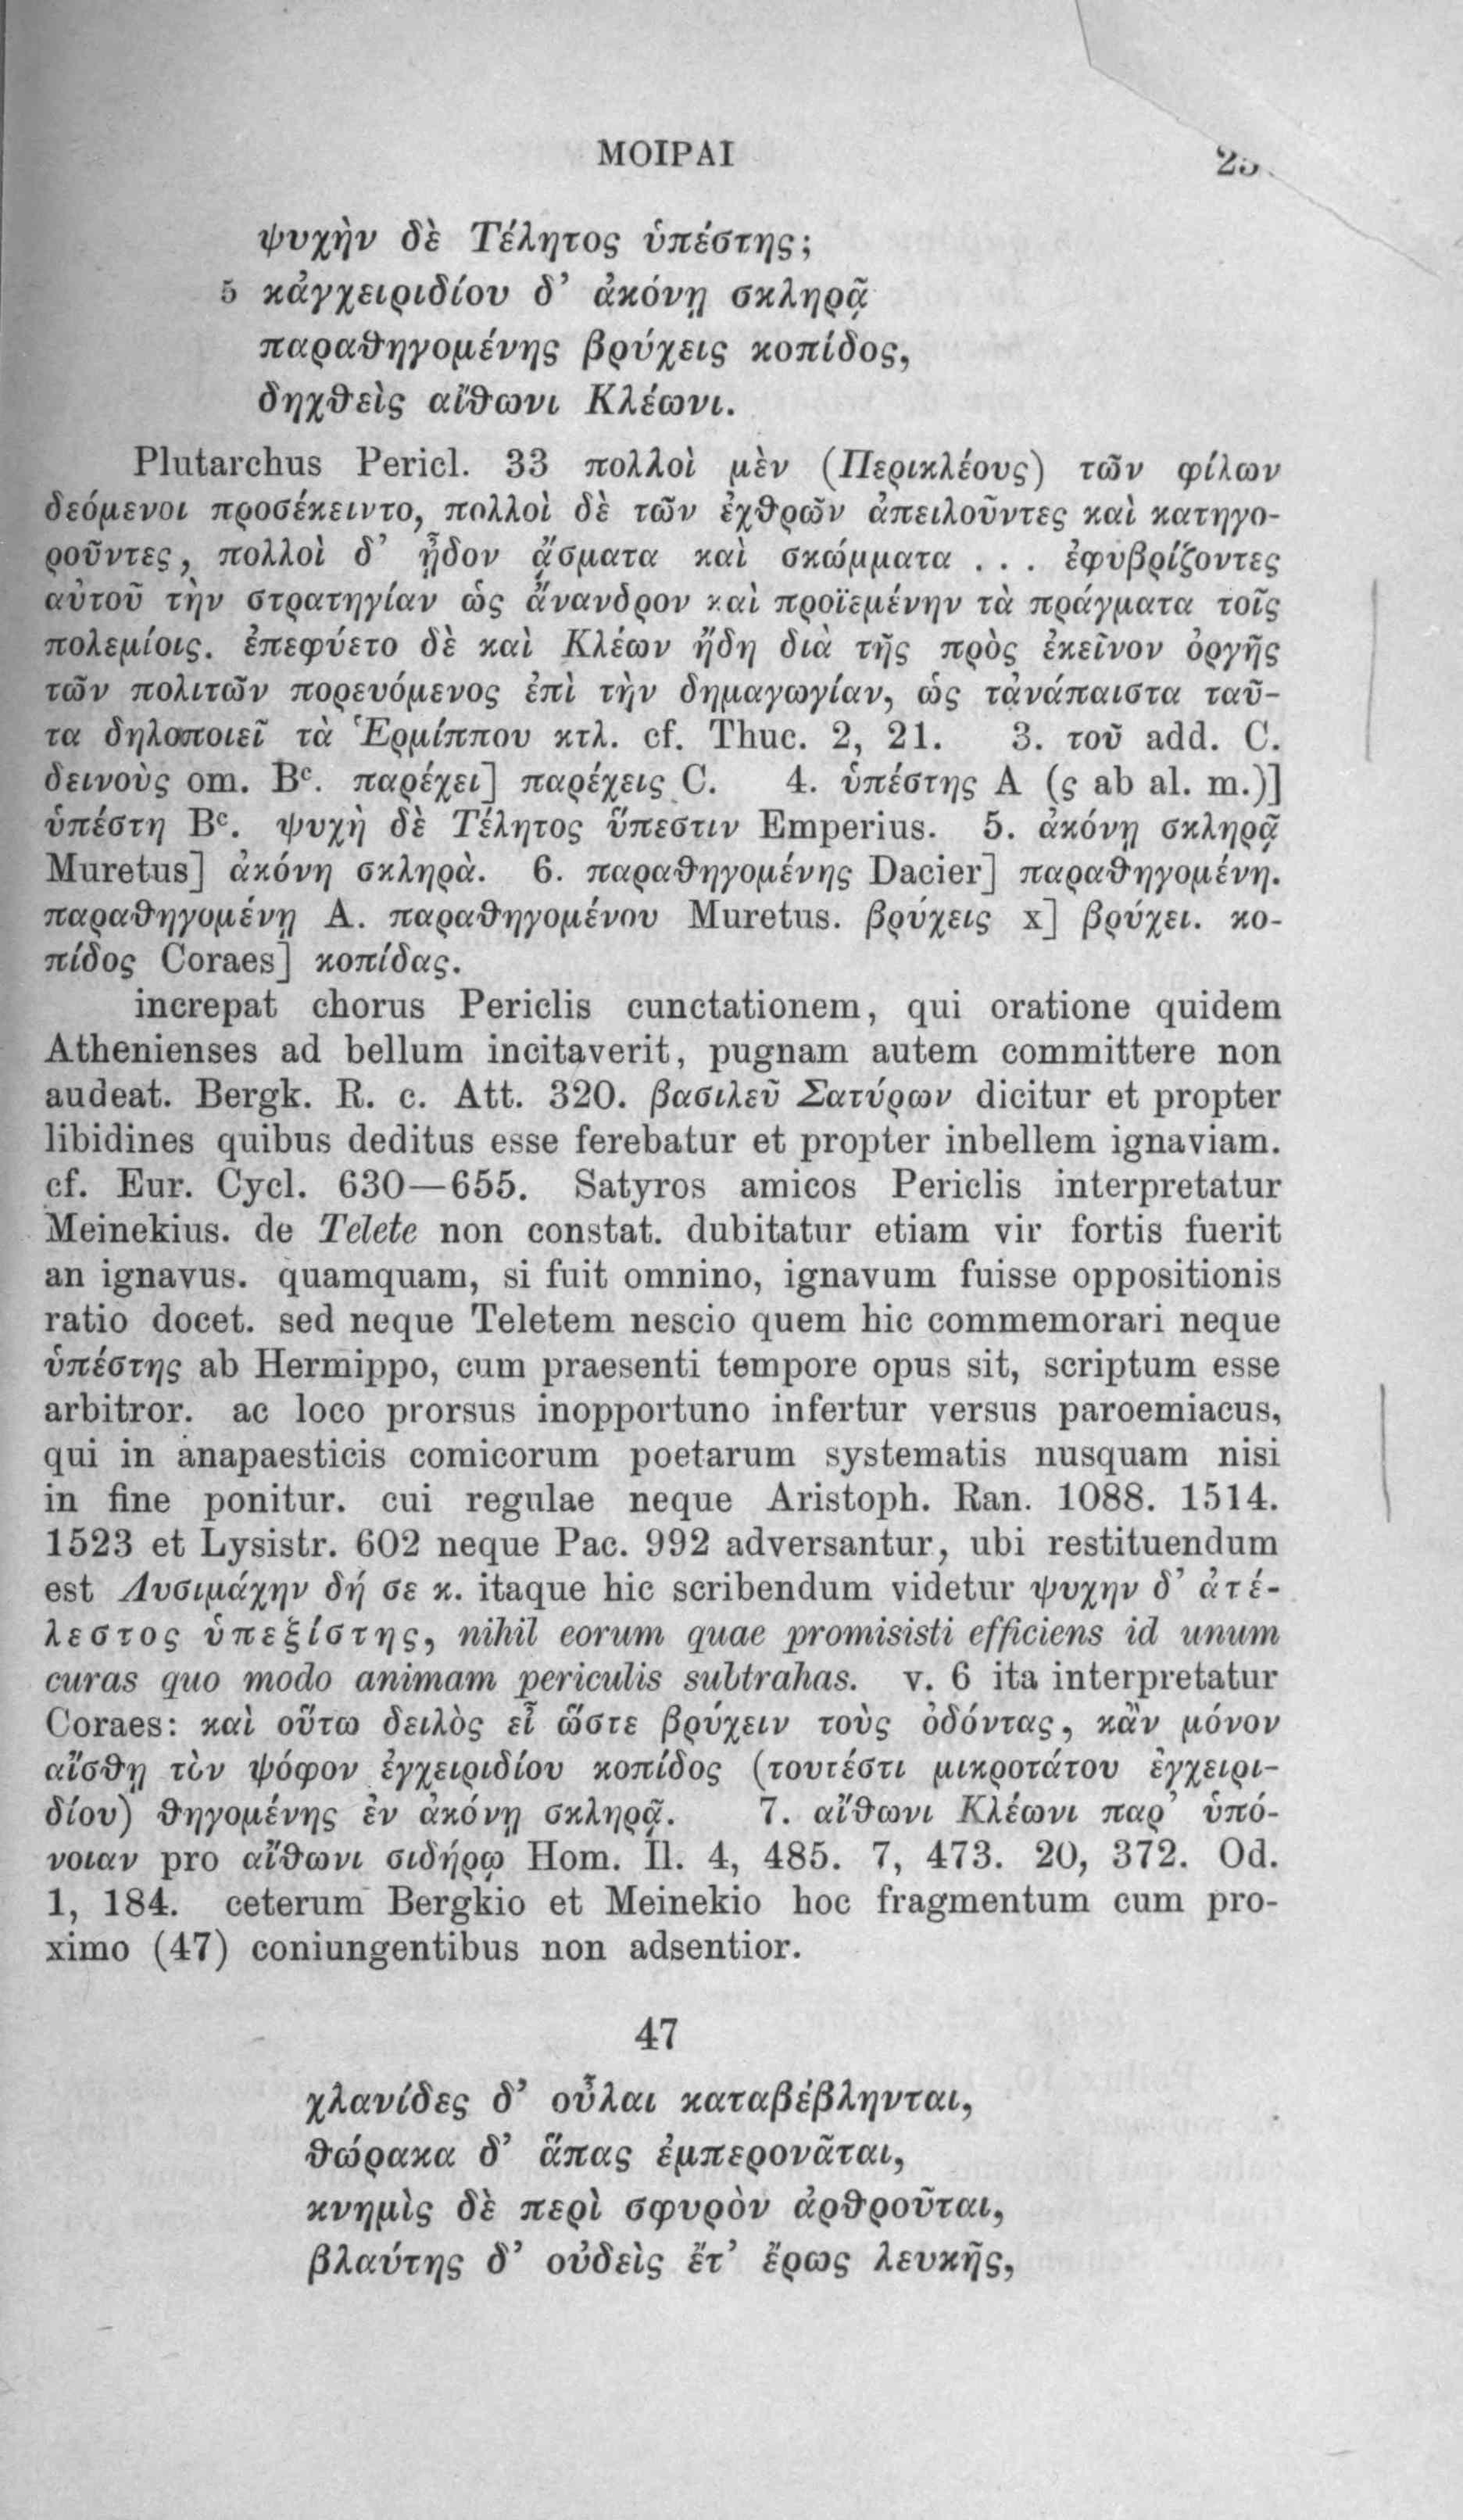 ΜΟΙΡΑΙ
ψυχὴν δὲ Τέλητος ὑπέστης;
5 κἀγχειριδίου δ' ἀκόνῃ σκληρᾷ
παραθηγομένης βρύχεις κοπίδος,
δηχθεὶς αἴθωνι Κλέωνι.
Plutarchus Pericl. 33 πολλοὶ μὲν (Περικλέους) τῶν φίλων
δεόμενοι προσέκειντο, πολλοὶ δὲ τῶν ἐχθρῶν ἀπειλοῦντες καὶ κατηγο-
ροῦντες, πολλοὶ δ' ᾖδον ᾄσματα καὶ σκώμματα . . . ἐφυβρίζοντες
αὐτοῦ τὴν στρατηγίαν ὡς ἄνανδρον καὶ προϊεμένην τὰ πράγματα τοῖς
πολεμίοις. ἐπεφύετο δὲ καὶ Κλέων ἤδη διὰ τῆς πρὸς ἐκεῖνον ὀργῆς
τῶν πολιτῶν πορευόμενος ἐπὶ τὴν δημαγωγίαν, ὡς τἀνάπαιστα ταῦ-
τα δηλοποιεῖ τὰ Ἑρμίππου κτλ. cf. Thuc. 2, 21. 3. τοῦ add. C.
δεινοὺς om. Bᶜ. παρέχει] παρέχεις C. 4. ὑπέστης A (ς ab al. m.)]
ὑπέστη Bᶜ. ψυχὴ δὲ Τέλητος ὕπεστιν Emperius. 5. ἀκόνῃ σκληρᾷ
Muretus] ἀκόνη σκληρὰ. 6. παραθηγομένης Dacier] παραθηγομένη.
παραθηγομένῃ A. παραθηγομένου Muretus. βρύχεις x] βρύχει. κο-
πίδος Coraes] κοπίδας.
increpat chorus Periclis cunctationem, qui oratione quidem
Athenienses ad bellum incitaverit, pugnam autem committere non
audeat. Bergk. R. c. Att. 320. βασιλεῦ Σατύρων dicitur et propter
libidines quibus deditus esse ferebatur et propter inbellem ignaviam.
cf. Eur. Cycl. 630—655. Satyros amicos Periclis interpretatur
Meinekius. de Telete non constat. dubitatur etiam vir fortis fuerit
an ignavus. quamquam, si fuit omnino, ignavum fuisse oppositionis
ratio docet. sed neque Teletem nescio quem hic commemorari neque
ὑπέστης ab Hermippo, cum praesenti tempore opus sit, scriptum esse
arbitror. ac loco prorsus inopportuno infertur versus paroemiacus,
qui in anapaesticis comicorum poetarum systematis nusquam nisi
in fine ponitur. cui regulae neque Aristoph. Ran. 1088. 1514.
1523 et Lysistr. 602 neque Pac. 992 adversantur, ubi restituendum
est Λυσιμάχην δή σε κ. itaque hic scribendum videtur ψυχην δ' ἀτέ-
λεστος ὑπεξίστης, nihil eorum quae promisisti efficiens id unum
curas quo modo animam periculis subtrahas. v. 6 ita interpretatur
Coraes: καὶ οὕτω δειλὸς εἶ ὥστε βρύχειν τοὺς ὀδόντας, κἂν μόνον
αἴσθῃ τὸν ψόφον ἐγχειριδίου κοπίδος (τουτέστι μικροτάτου ἐγχειρι-
δίου) θηγομένης ἐν ἀκόνῃ σκληρᾷ. 7. αἴθωνι Κλέωνι παρ' ὑπό-
νοιαν pro αἴθωνι σιδήρῳ Hom. Il. 4, 485. 7, 473. 20, 372. Od.
1, 184. ceterum Bergkio et Meinekio hoc fragmentum cum pro-
ximo (47) coniungentibus non adsentior.
47
χλανίδες δ' οὖλαι καταβέβληνται,
θώρακα δ' ἅπας ἐμπερονᾶται,
κνημὶς δὲ περὶ σφυρὸν ἀρθροῦται,
βλαύτης δ' οὐδεὶς ἔτ' ἔρως λευκῆς,